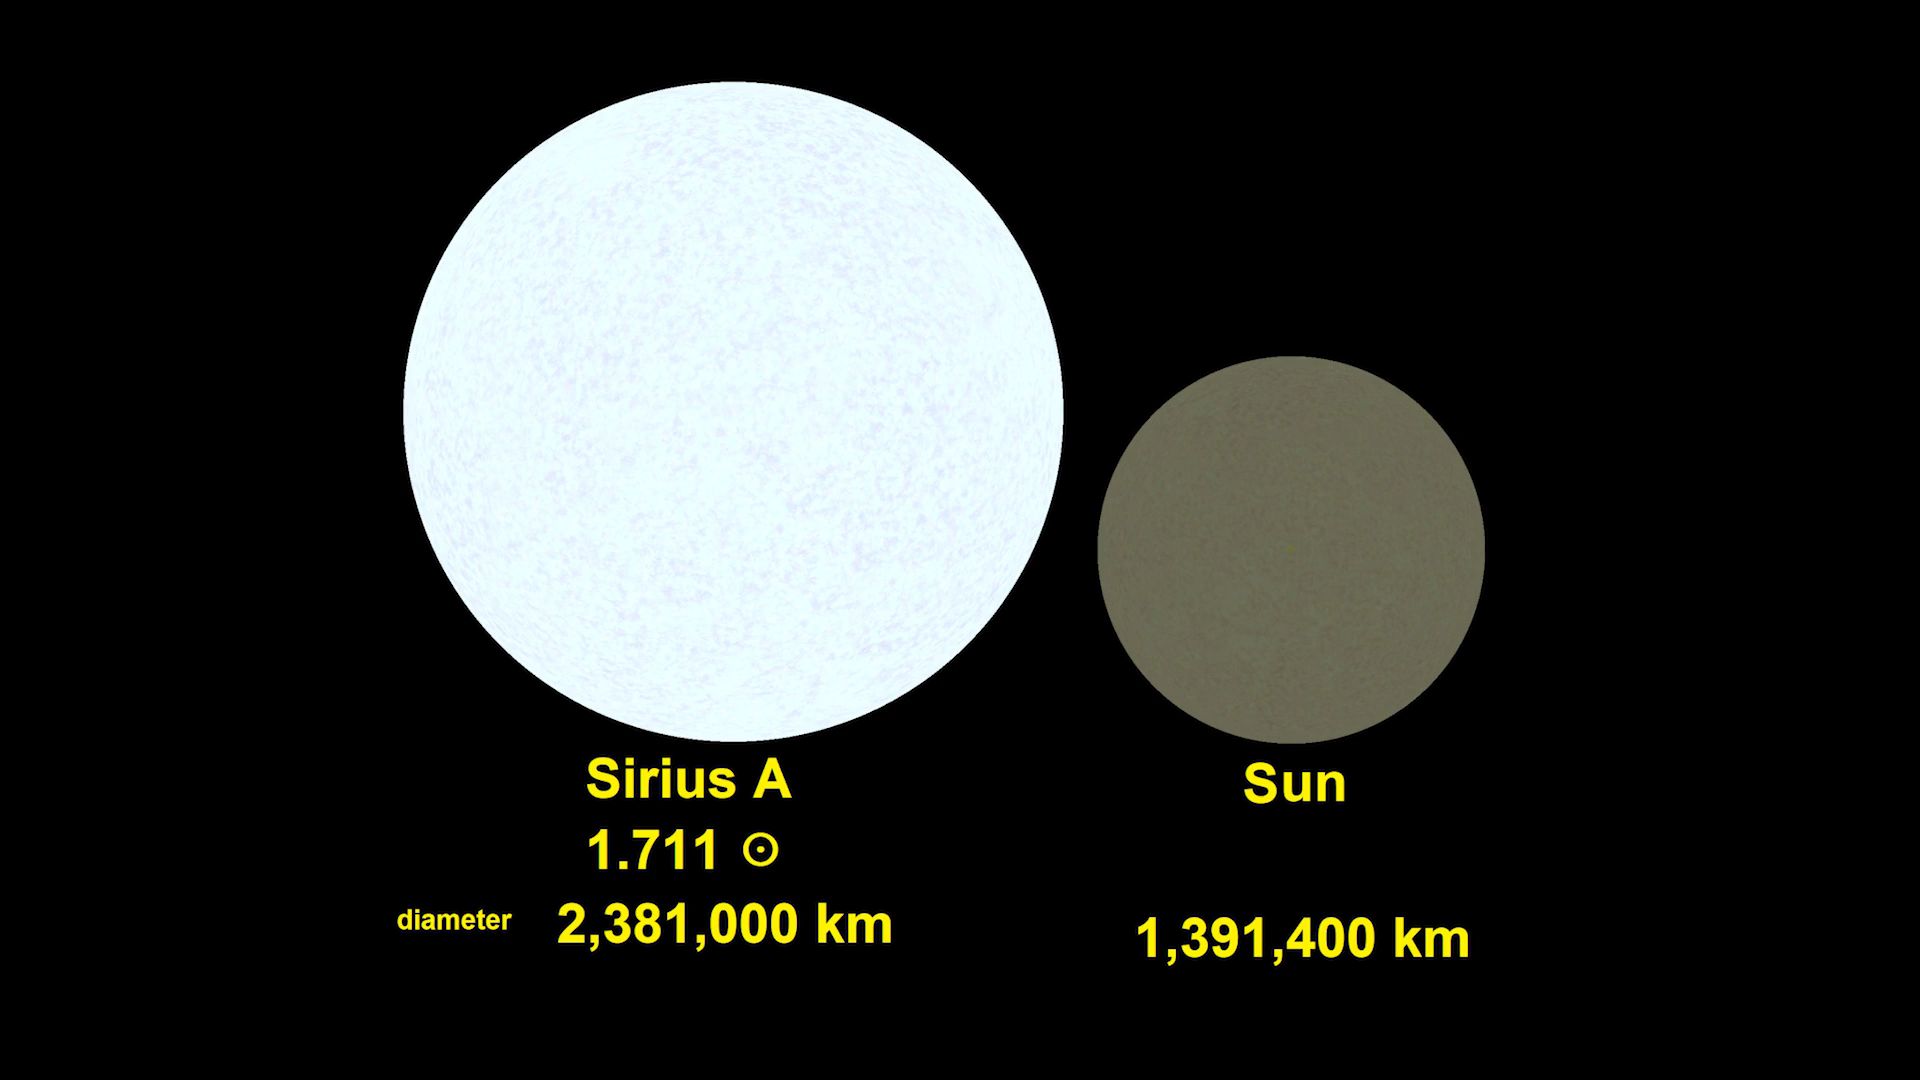 Sirius A
1.711 ☉
diameter 2,381,000 km
Sun
1,391,400 km